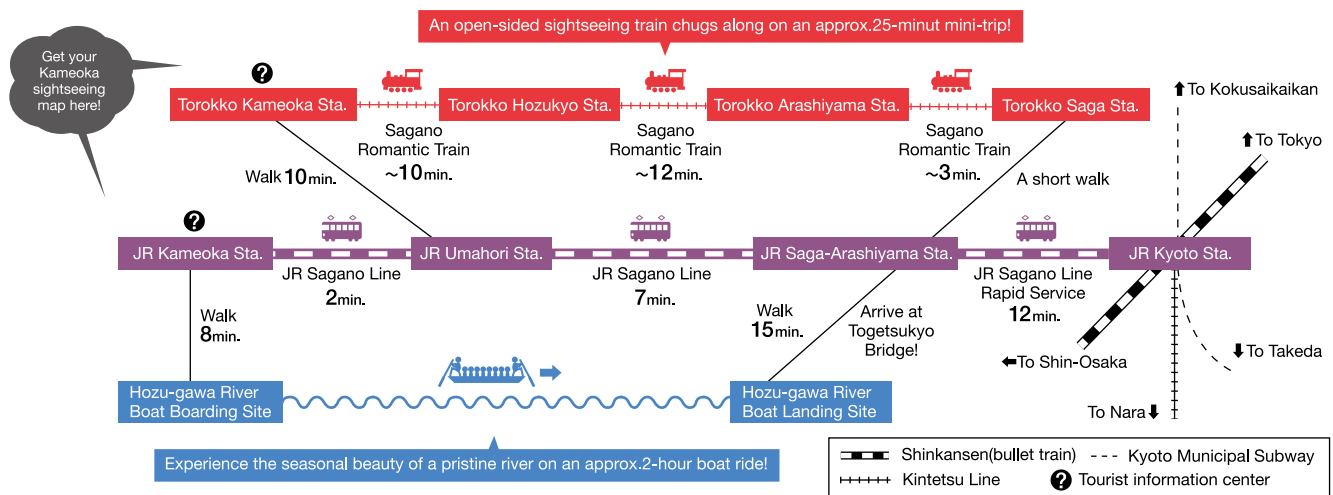 An open-sided sightseeing train chugs along on an approx.25-minut mini-trip!
Get your
Kameoka
sightseeing
map here!
?
Torokko Kameoka Sta.
Torokko Hozukyo Sta.
Torokko Arashiyama Sta.
Torokko Saga Sta.
Sagano
Romantic Train
~10min.
Sagano
Romantic Train
~12min.
Sagano
Romantic Train
~3min.
To Kokusaikaikan
To Tokyo
Walk 10min.
A short walk
?
JR Kameoka Sta.
JR Umahori Sta.
JR Saga-Arashiyama Sta.
JR Kyoto Sta.
JR Sagano Line
2min.
JR Sagano Line
7min.
JR Sagano Line
Rapid Service
12min.
Walk
8min.
Walk
15min.
Arrive at
Togetsukyo
Bridge!
To Shin-Osaka
To Takeda
To Nara
Hozu-gawa River
Boat Boarding Site
Hozu-gawa River
Boat Landing Site
Experience the seasonal beauty of a pristine river on an approx.2-hour boat ride!
Shinkansen(bullet train)
Kyoto Municipal Subway
Kintetsu Line
? Tourist information center